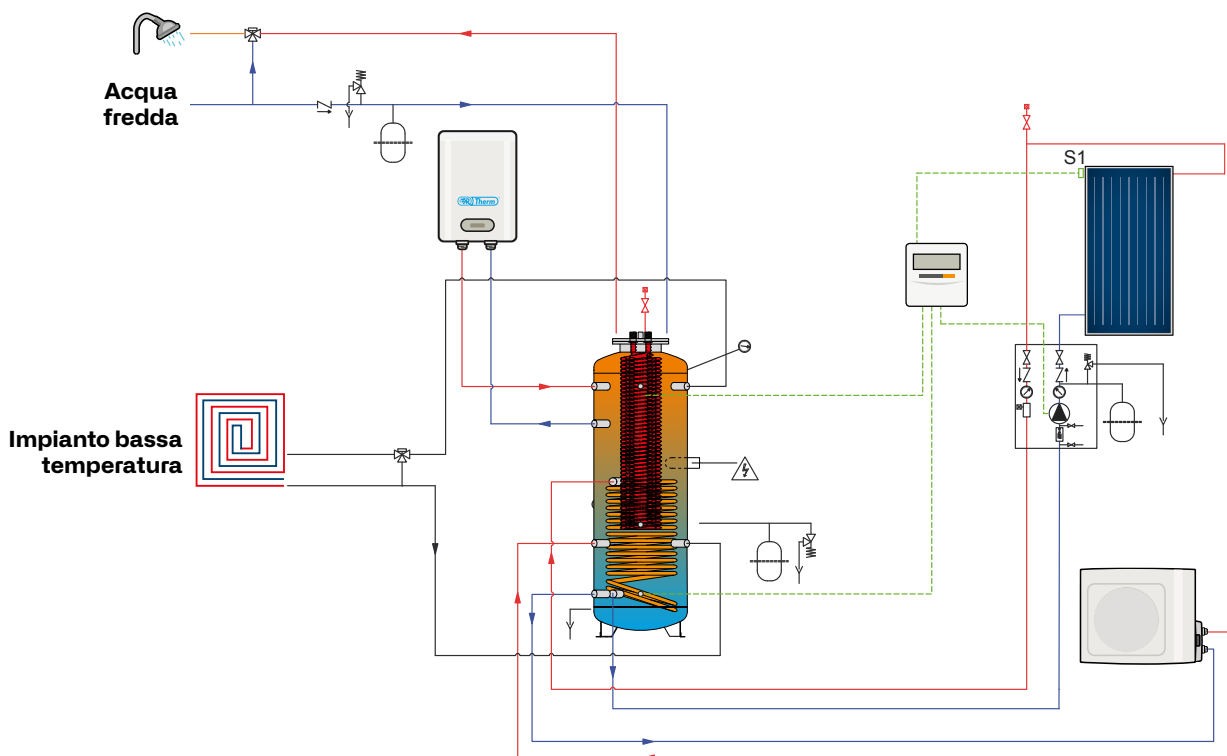 Acqua
fredda
Therm
S1
Impianto bassa
temperatura